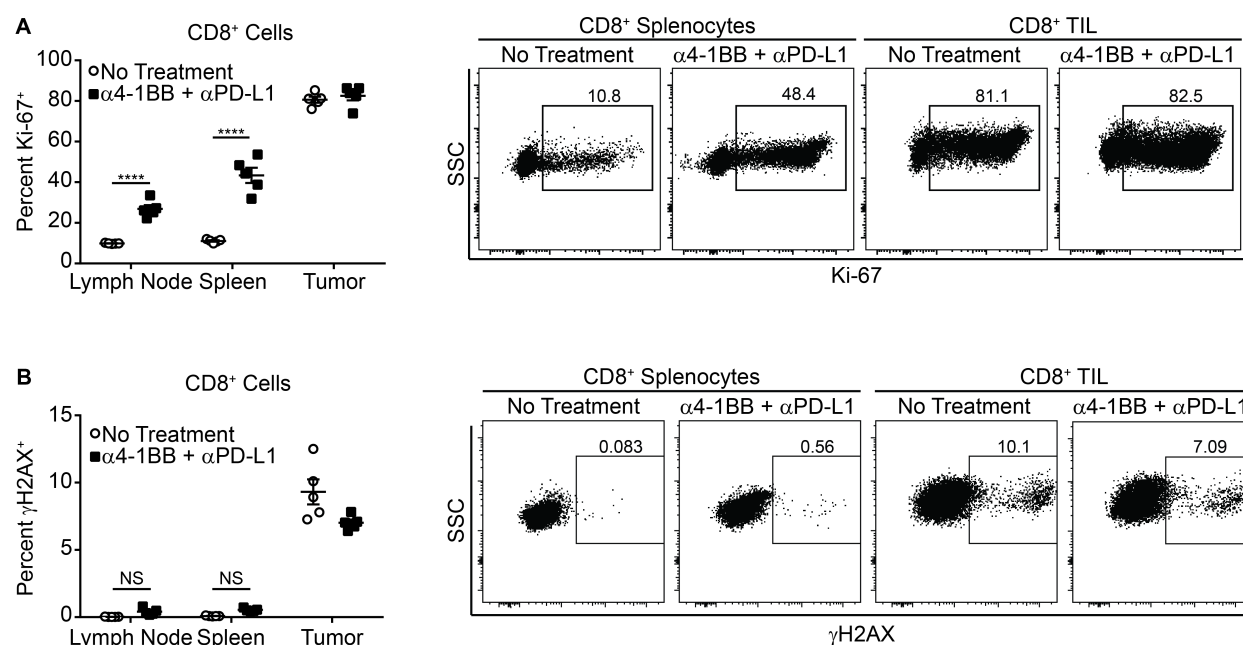 A
CD8⁺ Cells
No Treatment
α4-1BB + αPD-L1
Percent Ki-67⁺
100
80
60
40
20
0
****
****
Lymph Node Spleen Tumor
CD8⁺ Splenocytes CD8⁺ TIL
No Treatment α4-1BB + αPD-L1 No Treatment α4-1BB + αPD-L1
10.8 48.4 81.1 82.5
SSC
Ki-67
B
CD8⁺ Cells
No Treatment
α4-1BB + αPD-L1
Percent γH2AX⁺
15
10
5
0
NS NS
Lymph Node Spleen Tumor
CD8⁺ Splenocytes CD8⁺ TIL
No Treatment α4-1BB + αPD-L1 No Treatment α4-1BB + αPD-L1
0.083 0.56 10.1 7.09
SSC
γH2AX